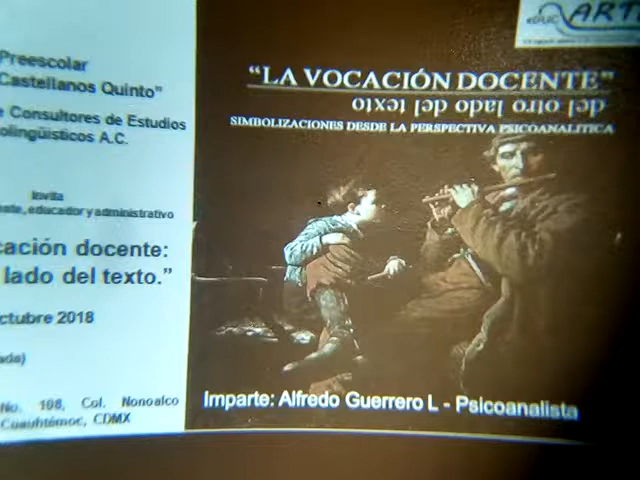 Preescolar
Castellanos Quinto"
Consultores de Estudios
olingüísticos A.C.
Invita
ente, educador y administrativo
cación docente:
lado del texto."
ctubre 2018
No. 108, Col. Nonoalco
Cuauhtémoc, CDMX
eDUC ARTE
"LA VOCACIÓN DOCENTE"
del otro lado del texto
SIMBOLIZACIONES DESDE LA PERSPECTIVA PSICOANALITICA
Imparte: Alfredo Guerrero L - Psicoanalista